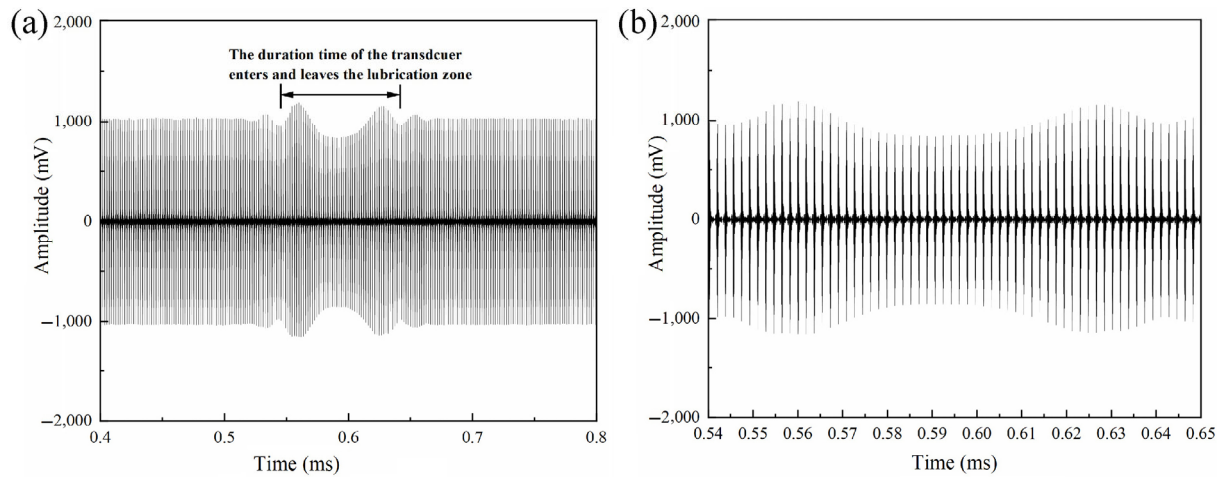 (a)
2,000
1,000
0
−1,000
−2,000
Amplitude (mV)
The duration time of the transdcuer
enters and leaves the lubrication zone
0.4 0.5 0.6 0.7 0.8
Time (ms)
(b)
2,000
1,000
0
−1,000
−2,000
Amplitude (mV)
0.54 0.55 0.56 0.57 0.58 0.59 0.60 0.61 0.62 0.63 0.64 0.65
Time (ms)